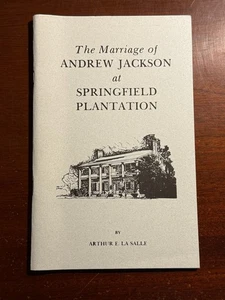 The Marriage of
ANDREW JACKSON
at
SPRINGFIELD
PLANTATION
BY
ARTHUR E. LA SALLE